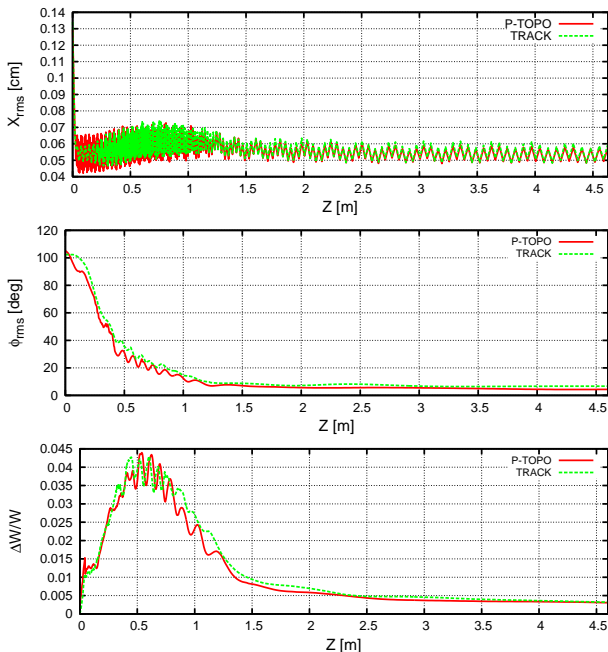 0.14
0.13
0.12
0.11
0.1
0.09
0.08
0.07
0.06
0.05
0.04
X_rms [cm]
P-TOPO
TRACK
0 0.5 1 1.5 2 2.5 3 3.5 4 4.5
Z [m]
120
100
80
60
40
20
0
ϕ_rms [deg]
P-TOPO
TRACK
0 0.5 1 1.5 2 2.5 3 3.5 4 4.5
Z [m]
0.045
0.04
0.035
0.03
0.025
0.02
0.015
0.01
0.005
0
ΔW/W
P-TOPO
TRACK
0 0.5 1 1.5 2 2.5 3 3.5 4 4.5
Z [m]